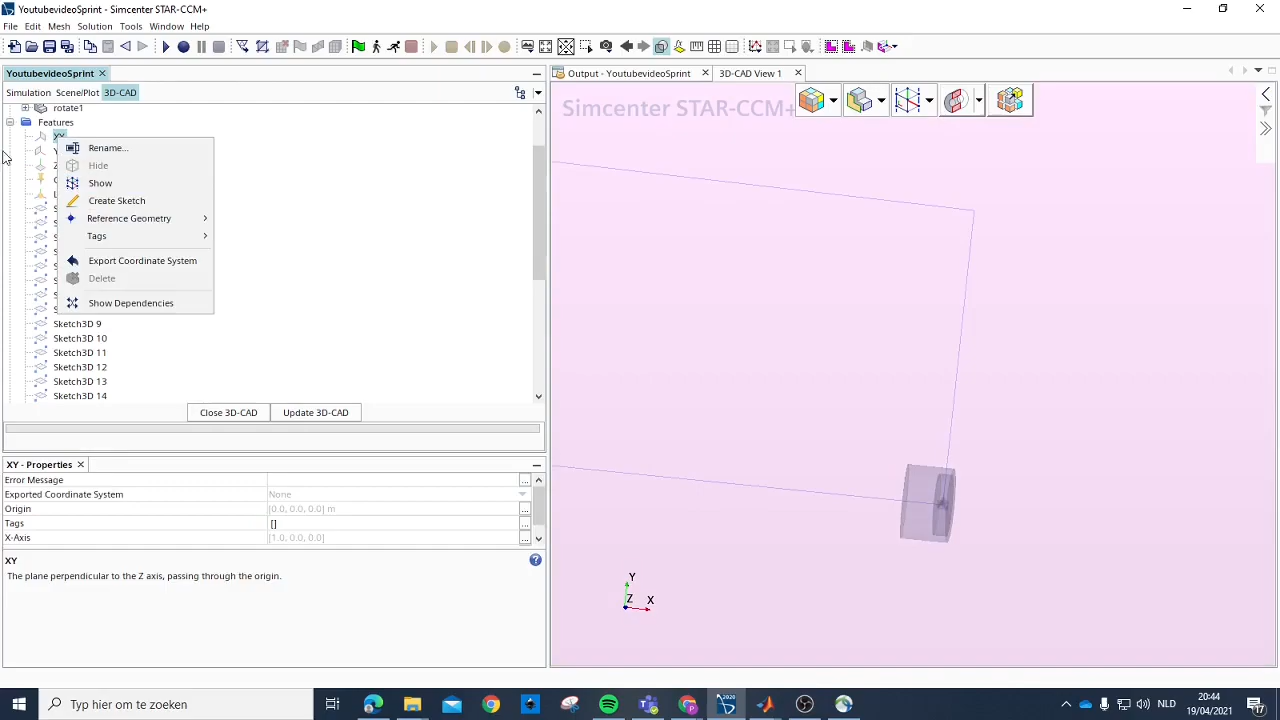 YoutubevideoSprint - Simcenter STAR-CCM+
File Edit Mesh Solution Tools Window Help
YoutubevideoSprint
Simulation Scene/Plot 3D-CAD
rotate1
Features
XY
Rename...
Hide
Show
Create Sketch
Reference Geometry
Tags
Export Coordinate System
Delete
Show Dependencies
Sketch3D 9
Sketch3D 10
Sketch3D 11
Sketch3D 12
Sketch3D 13
Sketch3D 14
Close 3D-CAD Update 3D-CAD
XY - Properties
Error Message
Exported Coordinate System None
Origin [0.0, 0.0, 0.0] m
Tags []
X-Axis [1.0, 0.0, 0.0]
XY
The plane perpendicular to the Z axis, passing through the origin.
Output - YoutubevideoSprint 3D-CAD View 1
Simcenter STAR-CCM+
Y
Z X
Typ hier om te zoeken
2020
NLD
20:44
19/04/2021